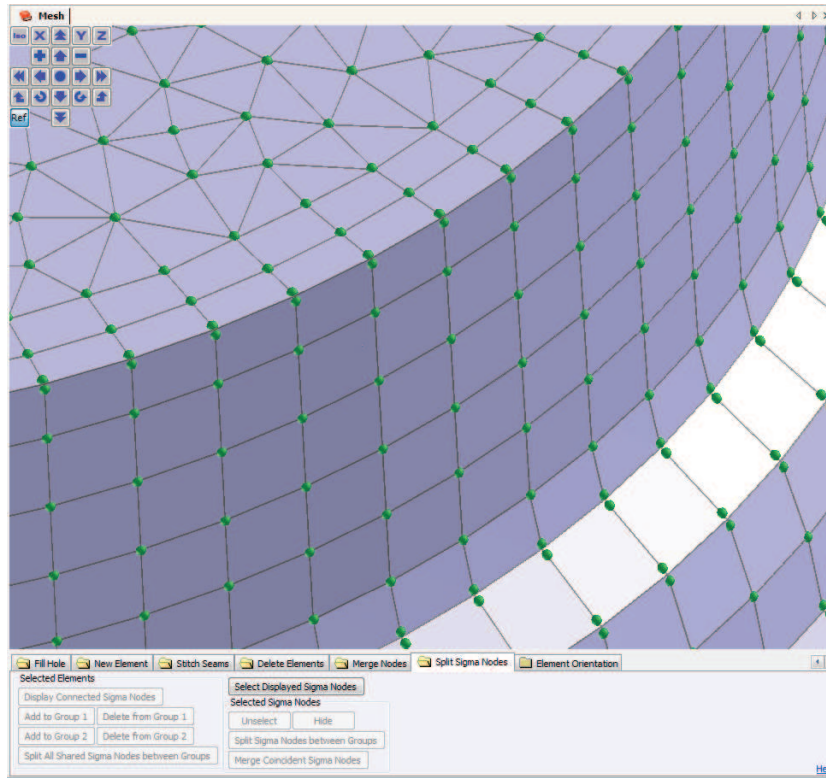 Mesh
Iso X Y Z
Ref
Fill Hole New Element Stitch Seams Delete Elements Merge Nodes Split Sigma Nodes Element Orientation
Selected Elements
Display Connected Sigma Nodes
Add to Group 1 Delete from Group 1
Add to Group 2 Delete from Group 2
Split All Shared Sigma Nodes between Groups
Select Displayed Sigma Nodes
Selected Sigma Nodes
Unselect Hide
Split Sigma Nodes between Groups
Merge Coincident Sigma Nodes
He